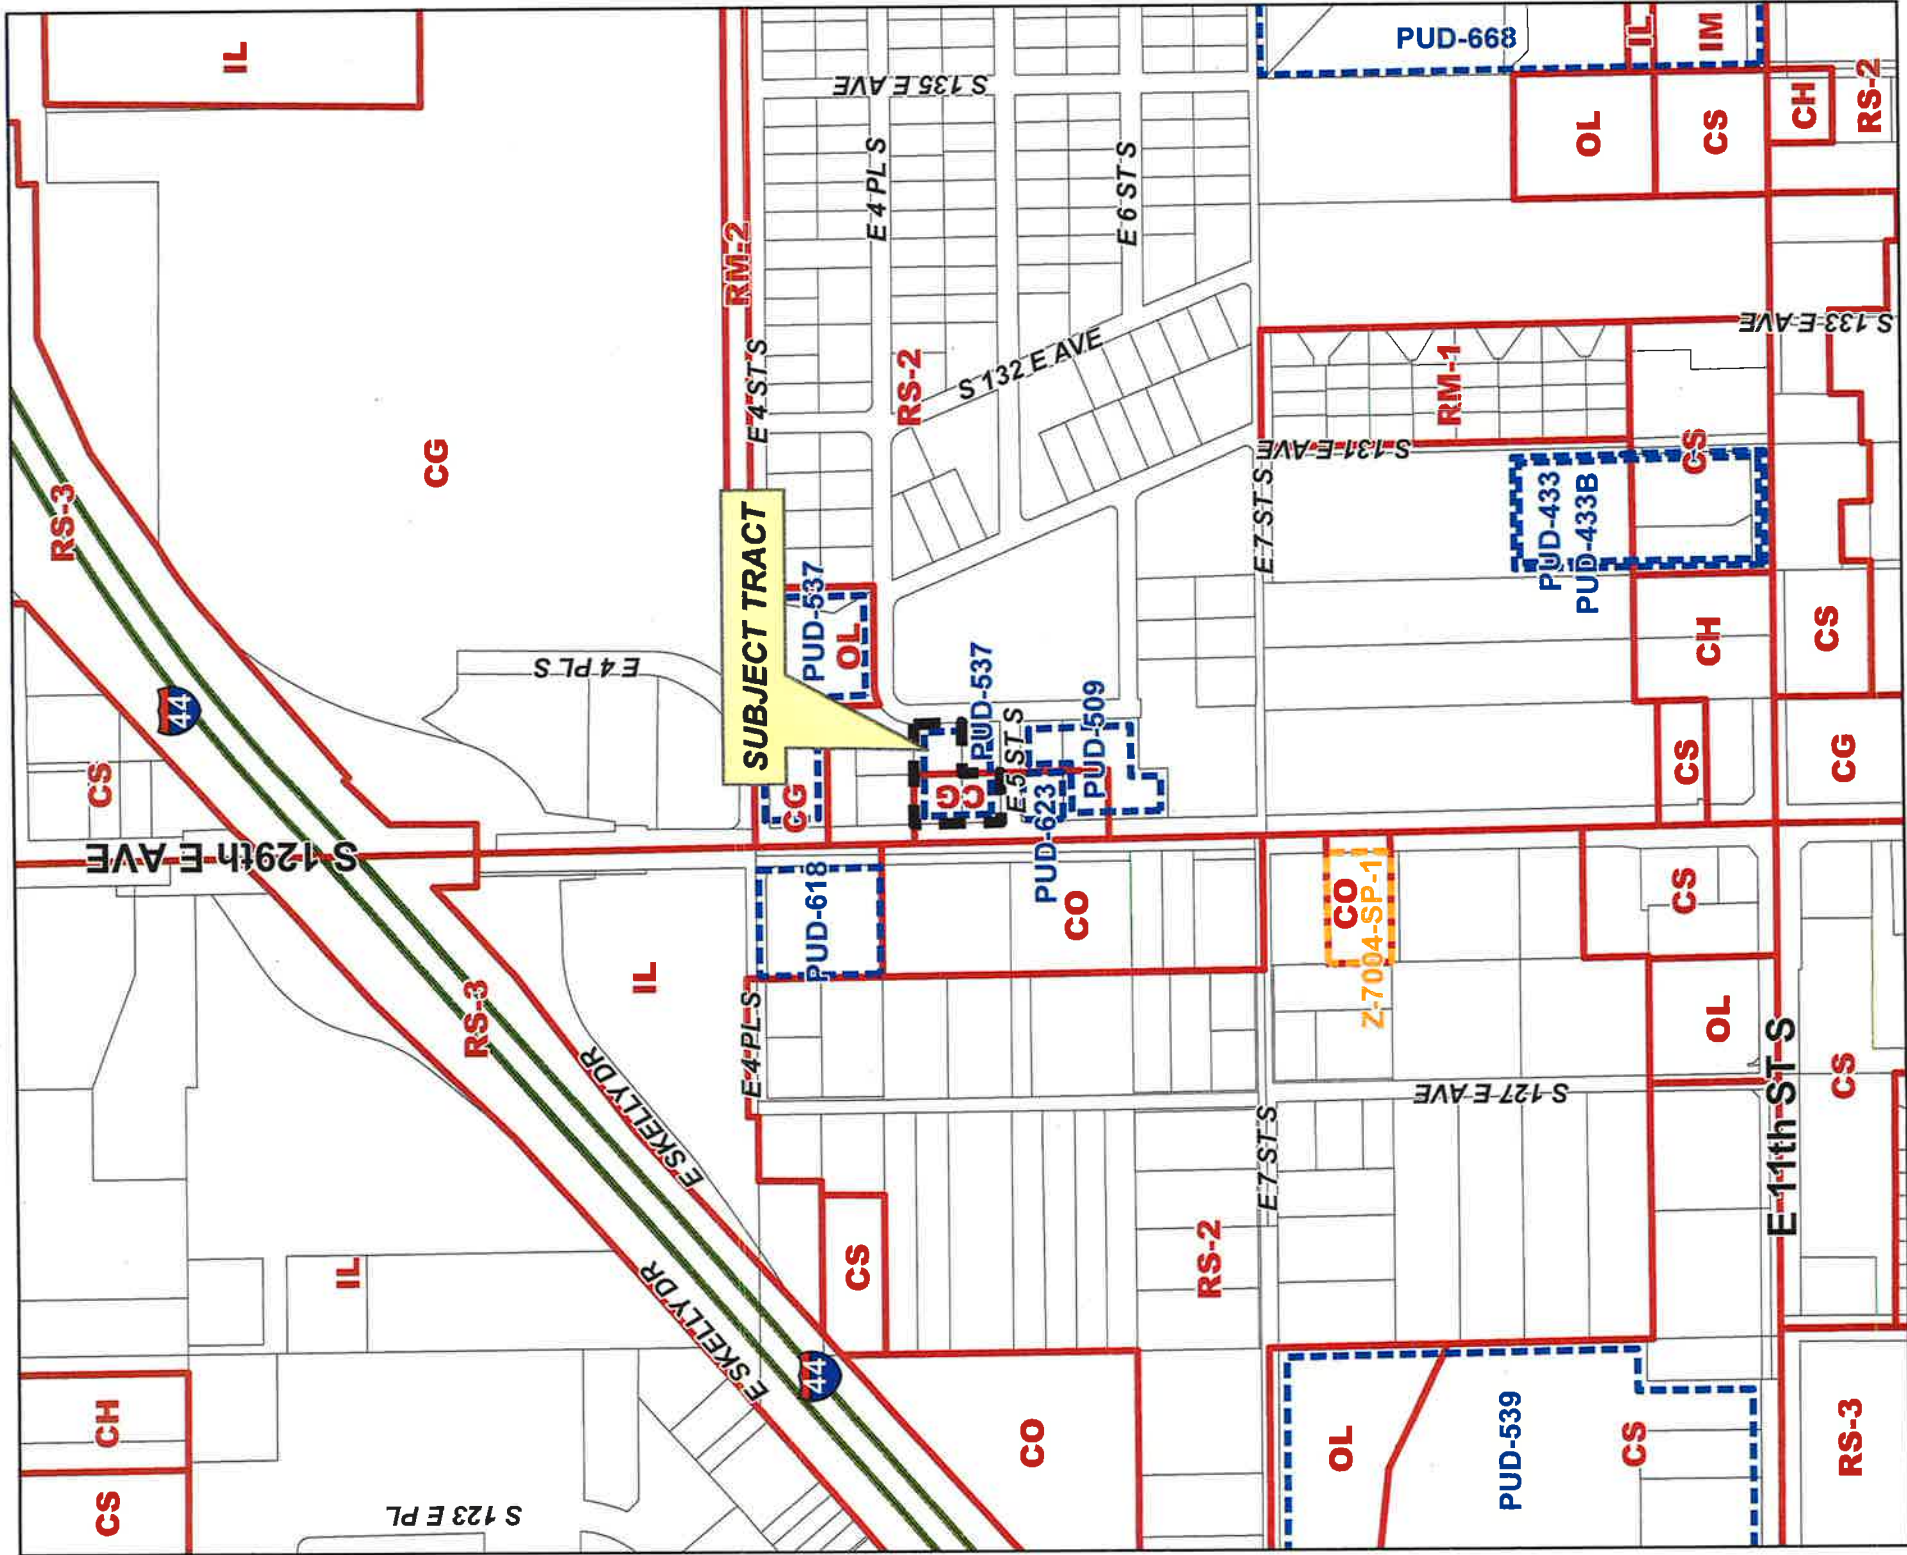 IL
S 135 E AVE
PUD-668
IL
IM
CH
RS-2
OL
CS
E 4 PL S
E 6 ST S
RM-2
E 4 ST S
RS-2
S 132 E AVE
S 133 E AVE
RM-1
CG
S 131 E AVE
CS
RS-3
E 7 ST S
PUD-433
PUD-433B
SUBJECT TRACT
PUD-537
OL
E 4 PL S
CH
CS
44
PUD-537
PUD-509
E 5 ST S
CS
CG
CS
CG
CG
PUD-623
S 129th E AVE
PUD-618
CO
CO
Z-7004-SP-1
CS
IL
RS-3
E 4 PL S
OL
E SKELLY DR
S 127 E AVE
CS
E 11th ST S
E 7 ST S
CS
RS-2
IL
E SKELLY DR
44
CH
CO
OL
PUD-539
CS
RS-3
CS
S 123 E PL